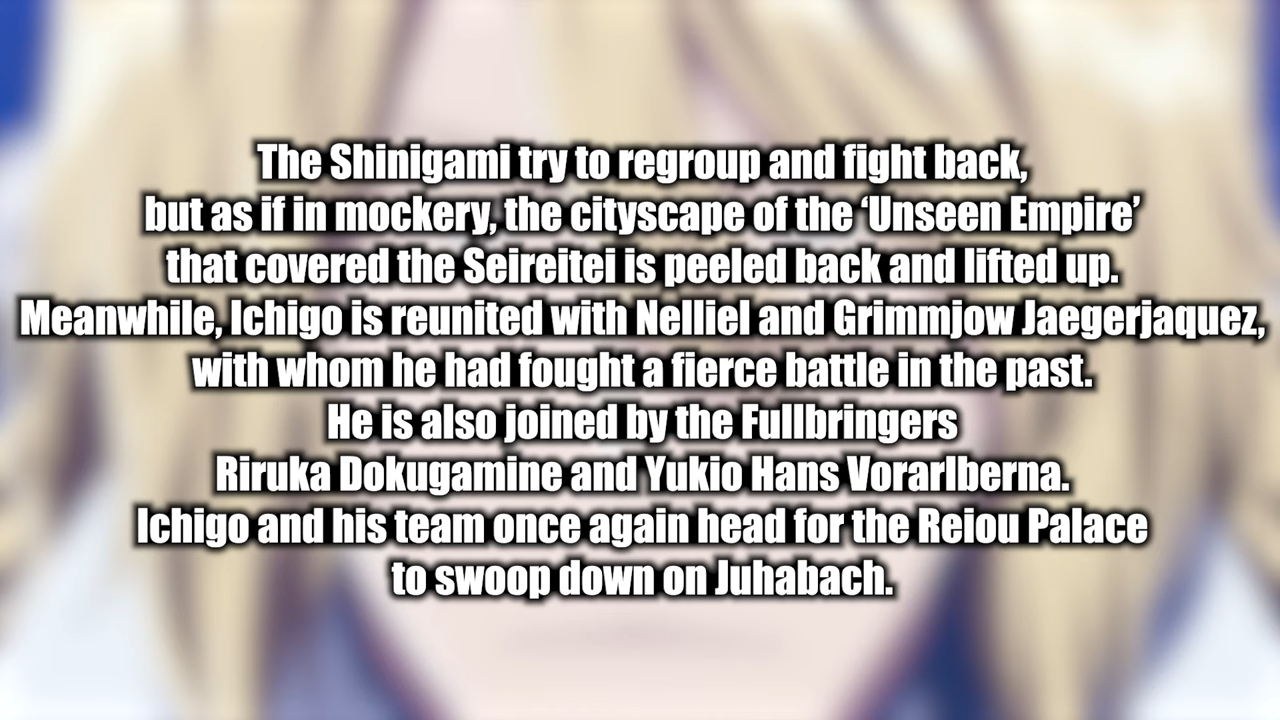 The Shinigami try to regroup and fight back,
but as if in mockery, the cityscape of the ‘Unseen Empire’
that covered the Seireitei is peeled back and lifted up.
Meanwhile, Ichigo is reunited with Nelliel and Grimmjow Jaegerjaquez,
with whom he had fought a fierce battle in the past.
He is also joined by the Fullbringers
Riruka Dokugamine and Yukio Hans Vorarlberna.
Ichigo and his team once again head for the Reiou Palace
to swoop down on Juhabach.